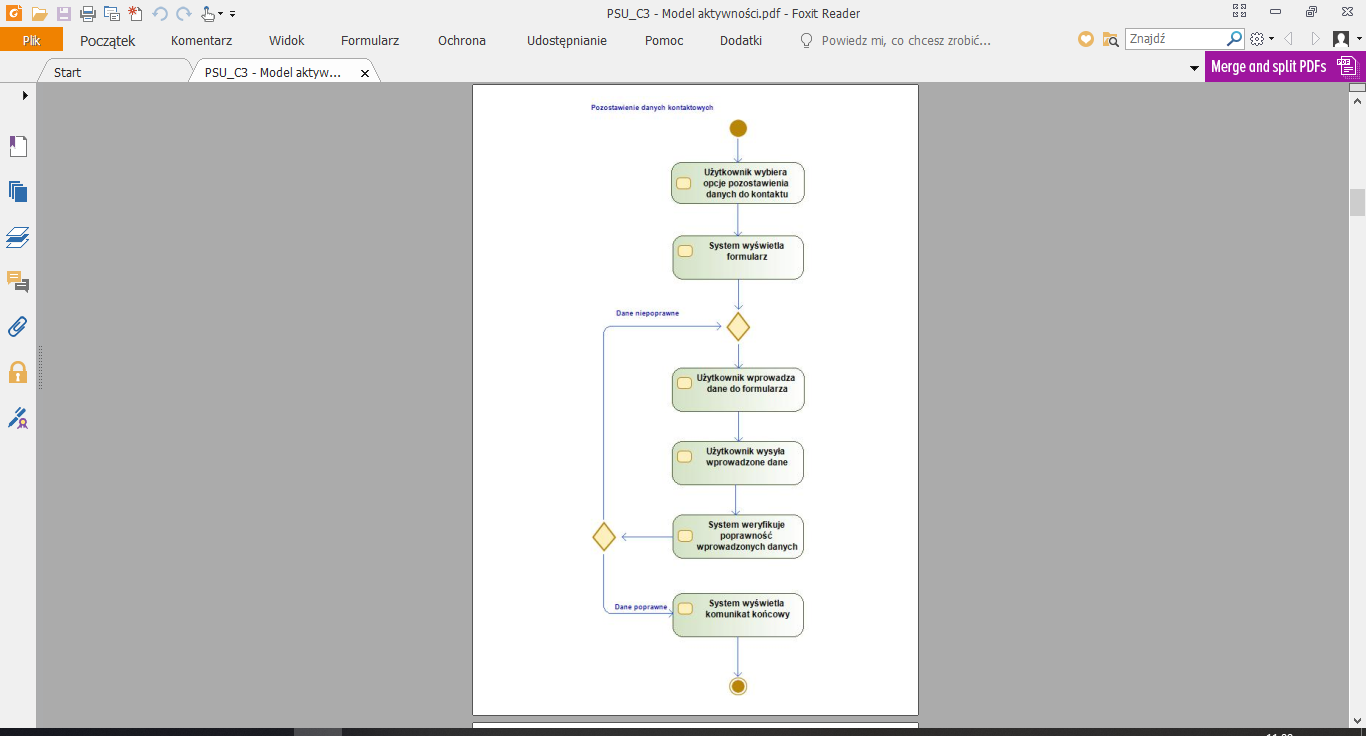 PSU_C3 - Model aktywności.pdf - Foxit Reader
Plik
Początek
Komentarz
Widok
Formularz
Ochrona
Udostępnianie
Pomoc
Dodatki
Powiedz mi, co chcesz zrobić...
Znajdź
Start
PSU_C3 - Model aktyw...
Merge and split PDFs
Pozostawienie danych kontaktowych
Użytkownik wybiera
opcje pozostawienia
danych do kontaktu
System wyświetla
formularz
Dane niepoprawne
Użytkownik wprowadza
dane do formularza
Użytkownik wysyła
wprowadzone dane
System weryfikuje
poprawność
wprowadzonych danych
Dane poprawne
System wyświetla
komunikat końcowy